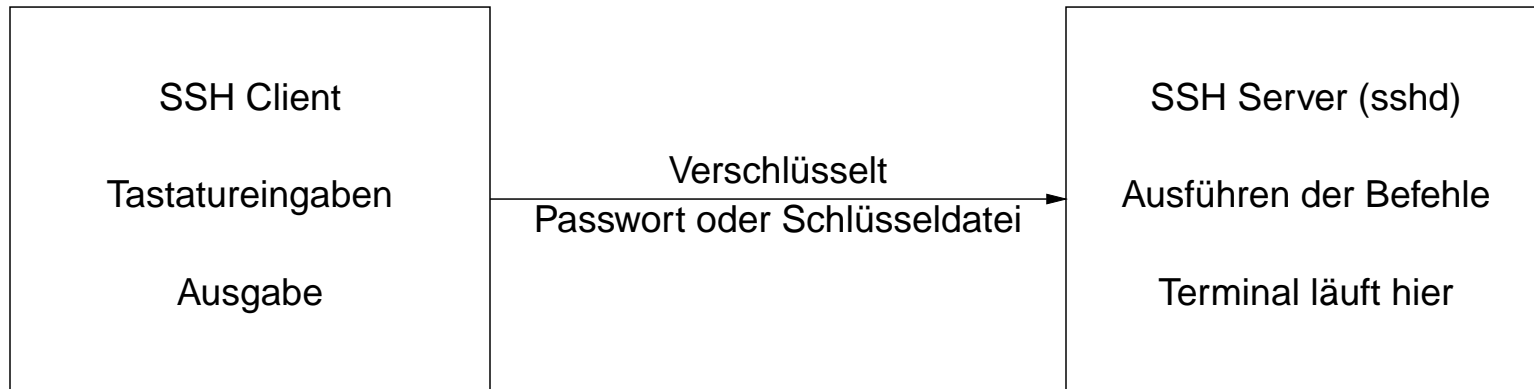 SSH Client
Tastatureingaben
Ausgabe
Verschlüsselt
Passwort oder Schlüsseldatei
SSH Server (sshd)
Ausführen der Befehle
Terminal läuft hier